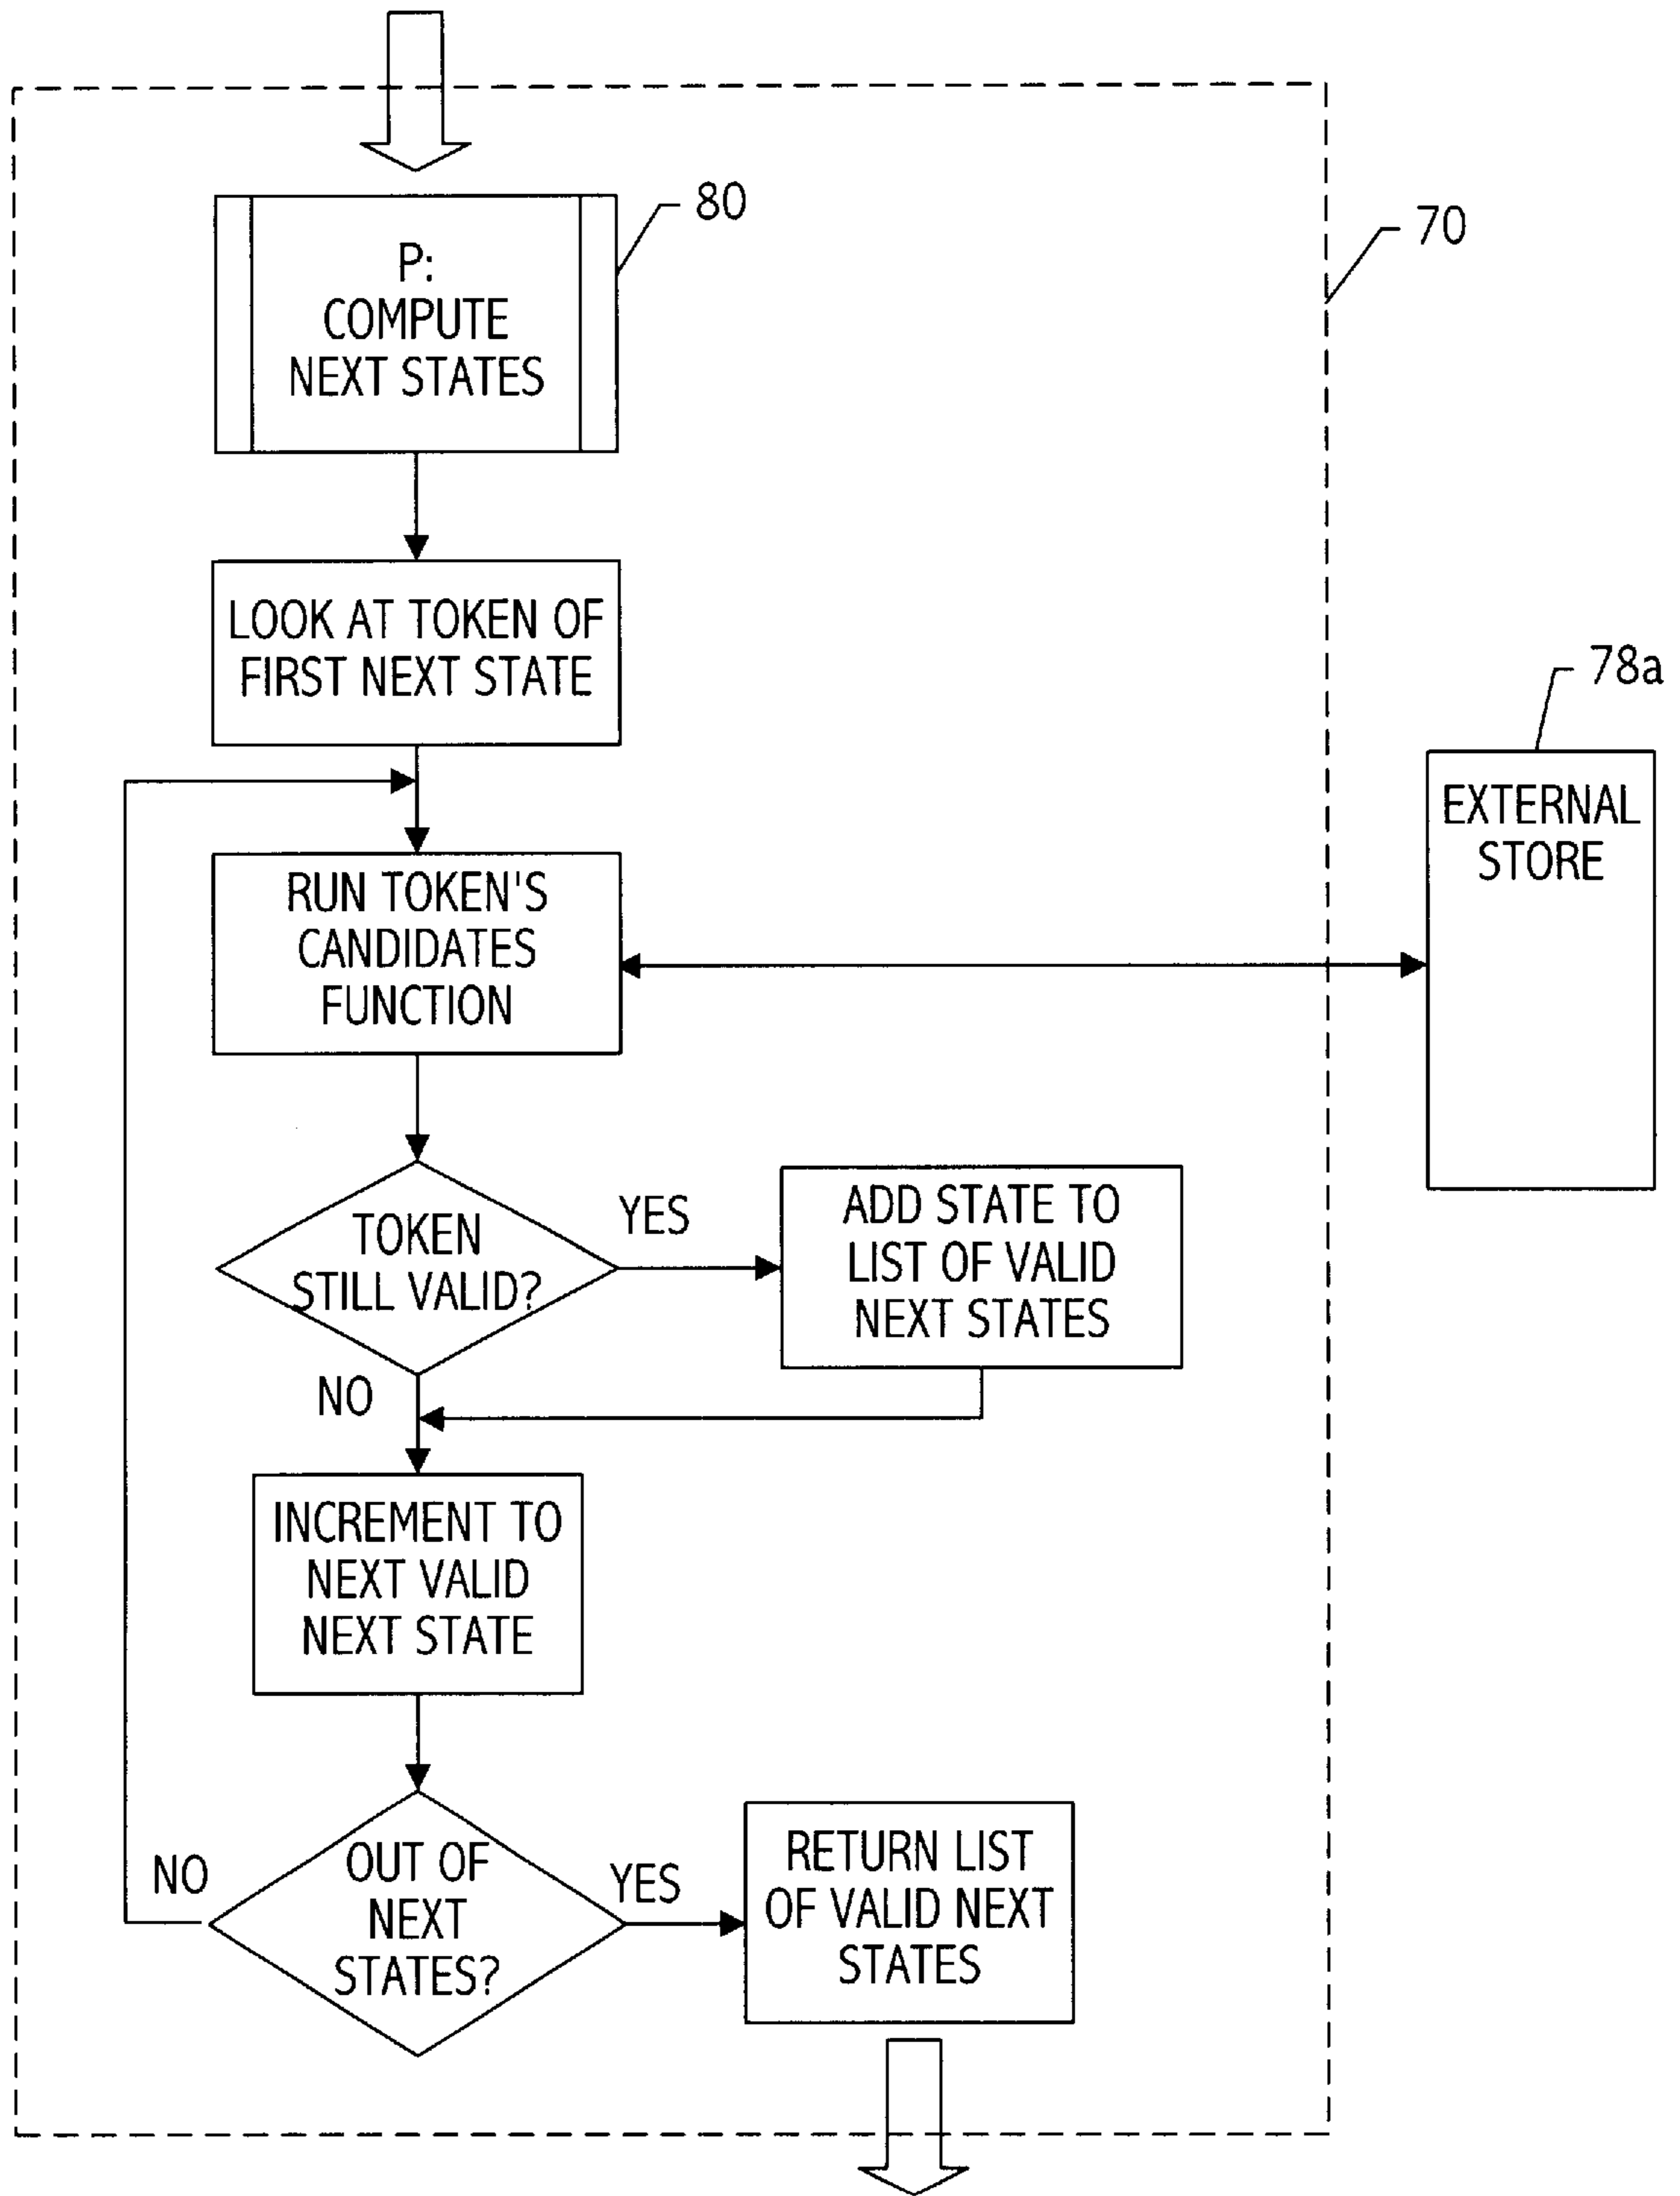 80
70
P:
COMPUTE
NEXT STATES
LOOK AT TOKEN OF
FIRST NEXT STATE
78a
EXTERNAL
STORE
RUN TOKEN'S
CANDIDATES
FUNCTION
TOKEN
STILL VALID?
YES
ADD STATE TO
LIST OF VALID
NEXT STATES
NO
INCREMENT TO
NEXT VALID
NEXT STATE
OUT OF
NEXT
STATES?
NO
YES
RETURN LIST
OF VALID NEXT
STATES